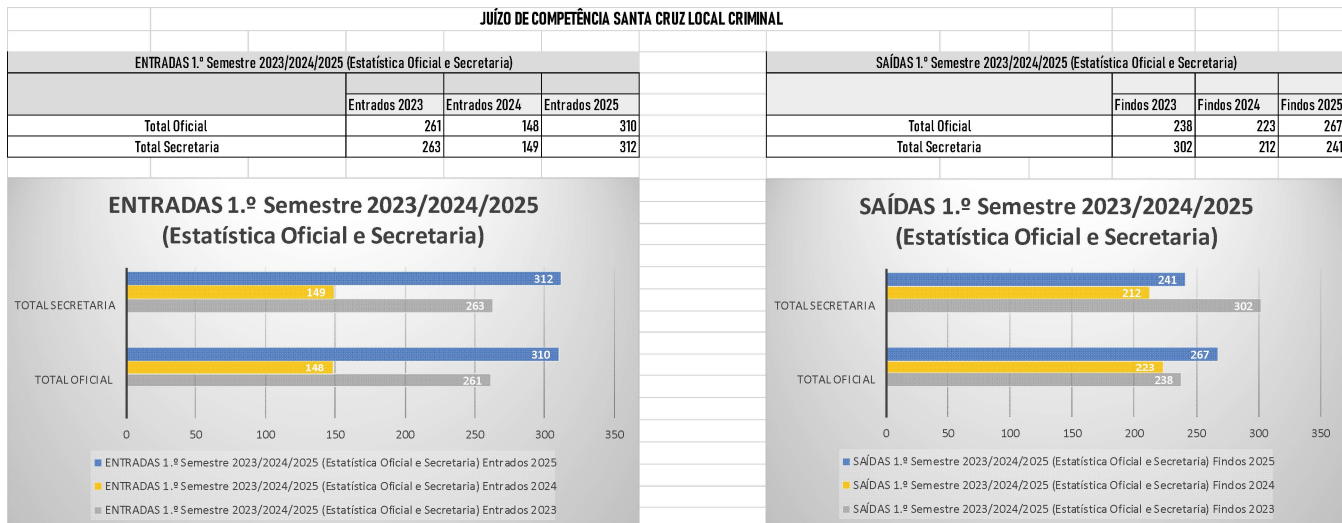 JUÍZO DE COMPETÊNCIA SANTA CRUZ LOCAL CRIMINAL
ENTRADAS 1.º Semestre 2023/2024/2025 (Estatística Oficial e Secretaria)
Entrados 2023 Entrados 2024 Entrados 2025
Total Oficial 261 148 310
Total Secretaria 263 149 312
SAÍDAS 1.º Semestre 2023/2024/2025 (Estatística Oficial e Secretaria)
Findos 2023 Findos 2024 Findos 2025
Total Oficial 238 223 267
Total Secretaria 302 212 241
ENTRADAS 1.º Semestre 2023/2024/2025
(Estatística Oficial e Secretaria)
312
149
TOTAL SECRETARIA 263
310
148
TOTAL OFICIAL 261
0 50 100 150 200 250 300 350
ENTRADAS 1.º Semestre 2023/2024/2025 (Estatística Oficial e Secretaria) Entrados 2025
ENTRADAS 1.º Semestre 2023/2024/2025 (Estatística Oficial e Secretaria) Entrados 2024
ENTRADAS 1.º Semestre 2023/2024/2025 (Estatística Oficial e Secretaria) Entrados 2023
SAÍDAS 1.º Semestre 2023/2024/2025
(Estatística Oficial e Secretaria)
241
212
TOTAL SECRETARIA 302
267
223
TOTAL OFICIAL 238
0 50 100 150 200 250 300 350
SAÍDAS 1.º Semestre 2023/2024/2025 (Estatística Oficial e Secretaria) Findos 2025
SAÍDAS 1.º Semestre 2023/2024/2025 (Estatística Oficial e Secretaria) Findos 2024
SAÍDAS 1.º Semestre 2023/2024/2025 (Estatística Oficial e Secretaria) Findos 2023